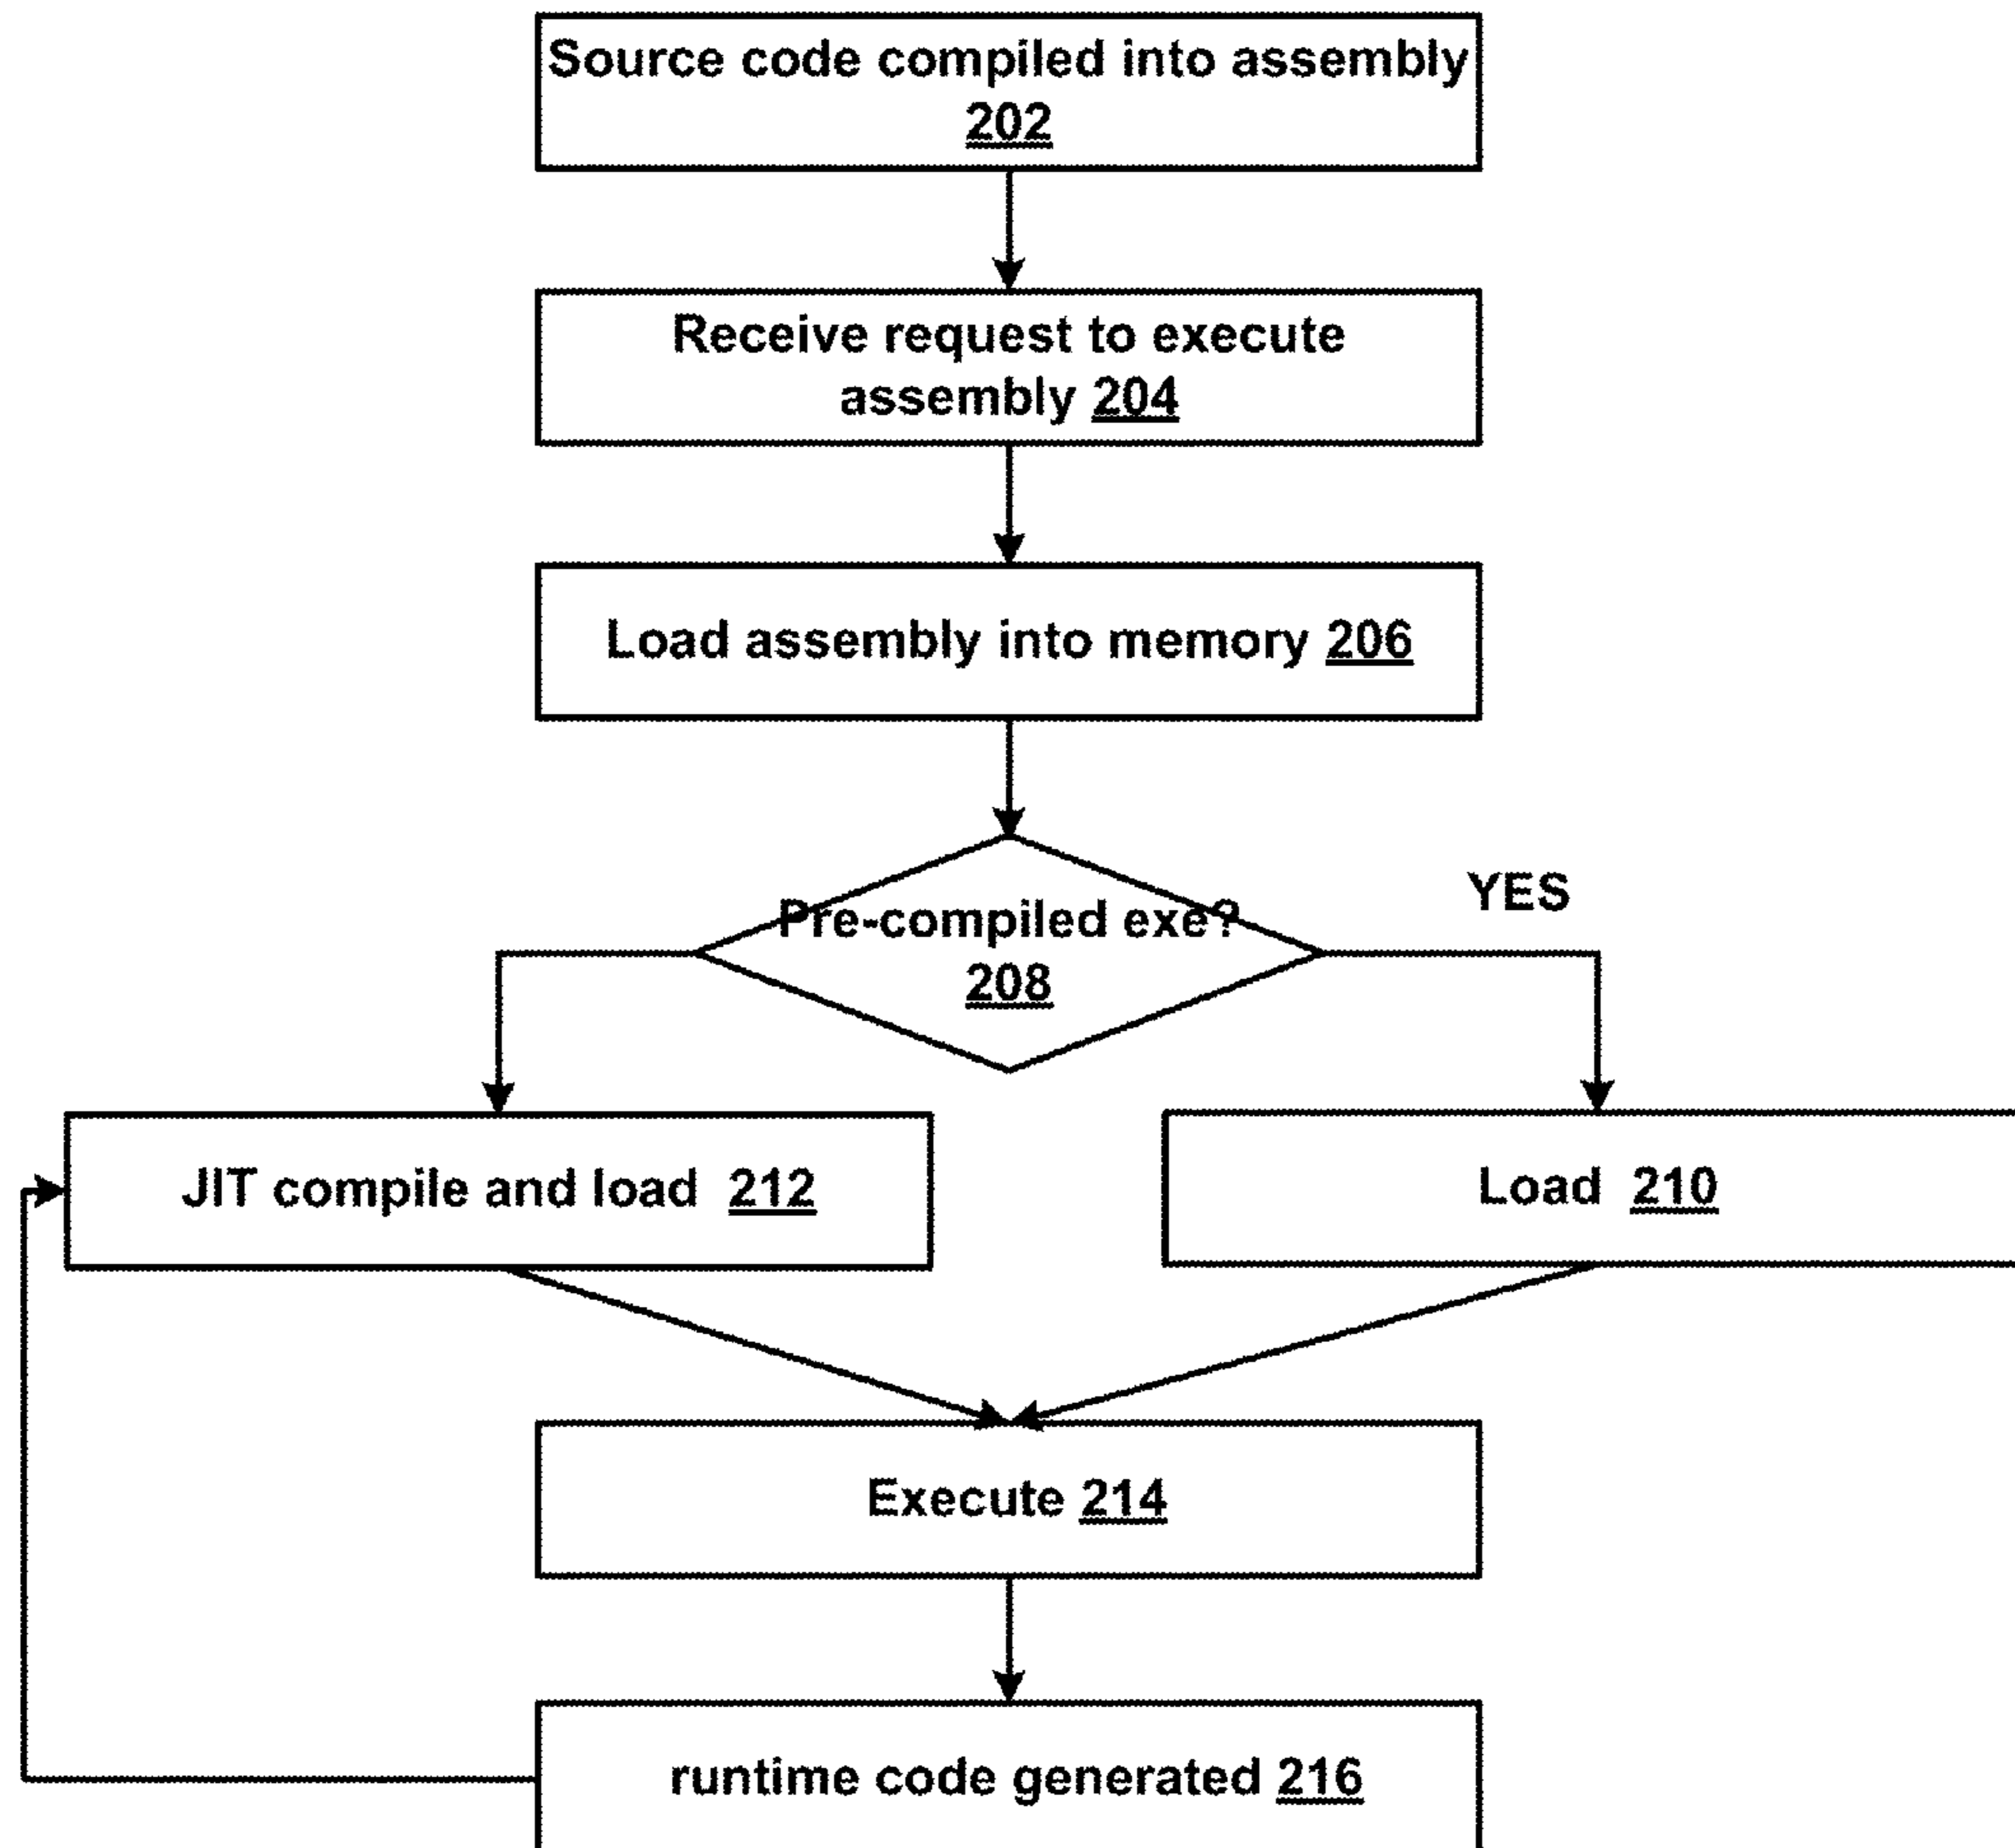 Source code compiled into assembly
202
Receive request to execute
assembly 204
Load assembly into memory 206
YES
Pre-compiled exe?
208
JIT compile and load 212
Load 210
Execute 214
runtime code generated 216